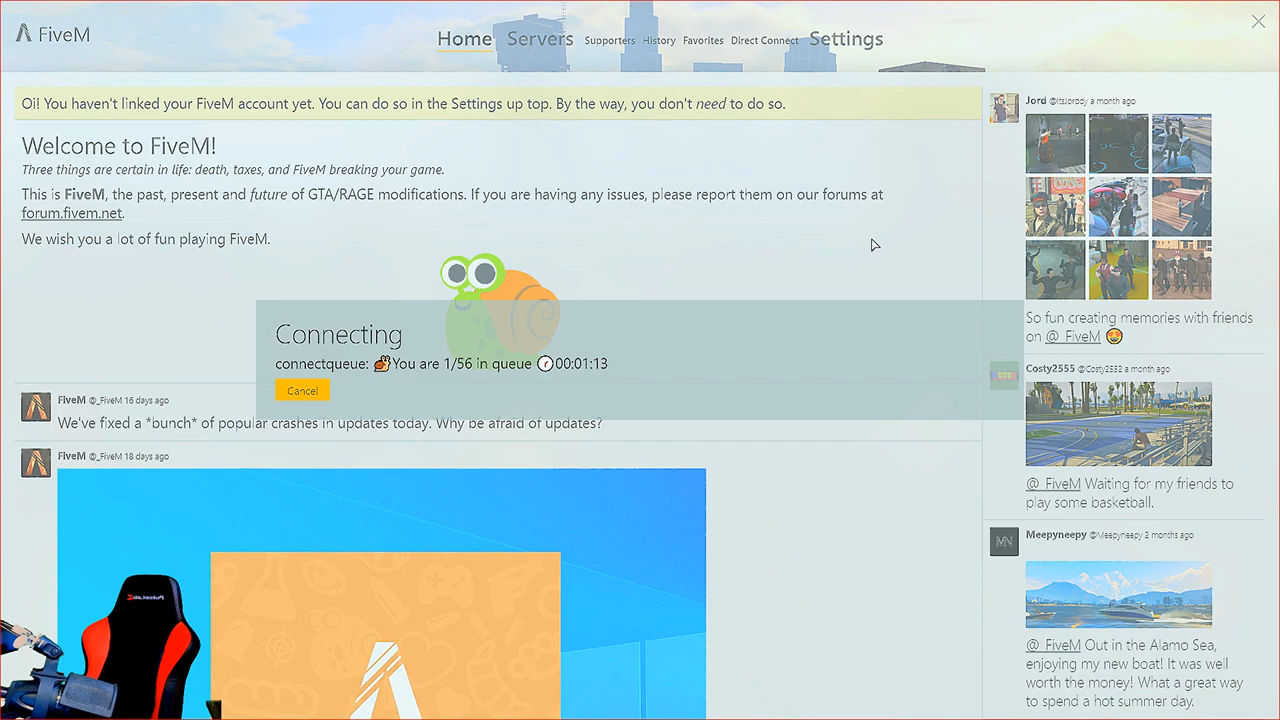 FiveM
Home Servers Supporters History Favorites Direct Connect Settings
Oi! You haven't linked your FiveM account yet. You can do so in the Settings up top. By the way, you don't need to do so.
Welcome to FiveM!
Three things are certain in life: death, taxes, and FiveM breaking your game.
This is FiveM, the past, present and future of GTA/RAGE modifications. If you are having any issues, please report them on our forums at
forum.fivem.net.
We wish you a lot of fun playing FiveM.
Connecting
connectqueue: 🐌You are 1/56 in queue 🕜00:01:13
Cancel
FiveM @_FiveM 16 days ago
We've fixed a *bunch* of popular crashes in updates today. Why be afraid of updates?
FiveM @_FiveM 18 days ago
Jord @ItsJorddy a month ago
So fun creating memories with friends
on @_FiveM 🤩
Costy2555 @Costy2552 a month ago
@_FiveM Waiting for my friends to
play some basketball.
MN
Meepyneepy @Meepyneepy 2 months ago
@_FiveM Out in the Alamo Sea,
enjoying my new boat! It was well
worth the money! What a great way
to spend a hot summer day.